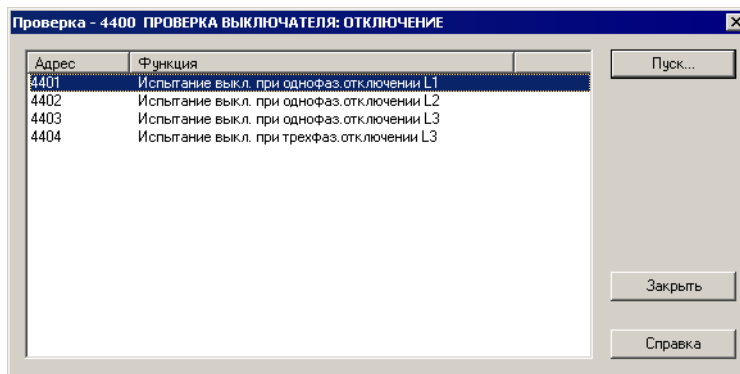 Проверка - 4400 ПРОВЕРКА ВЫКЛЮЧАТЕЛЯ: ОТКЛЮЧЕНИЕ
Адрес Функция
4401 Испытание выкл. при однофаз.отключении L1
4402 Испытание выкл. при однофаз.отключении L2
4403 Испытание выкл. при однофаз.отключении L3
4404 Испытание выкл. при трехфаз.отключении L3
Пуск...
Закрыть
Справка